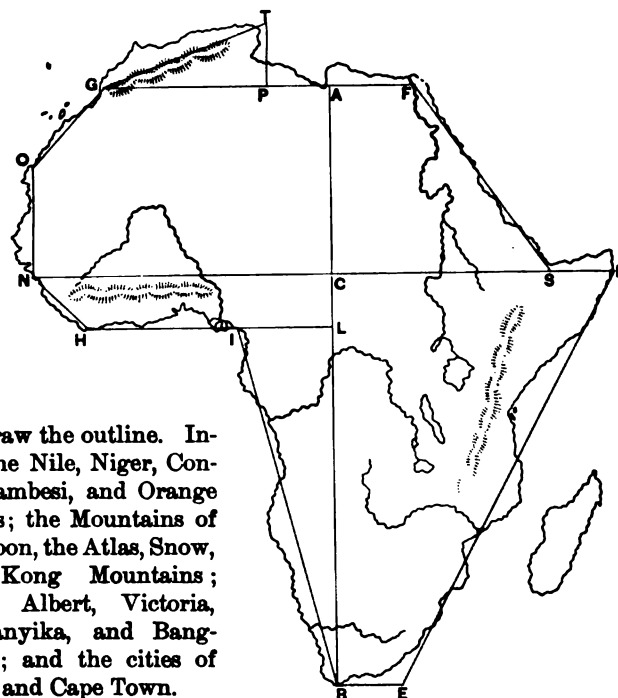 T
G P A F
O
N C S
H I L
raw the outline. In-
ne Nile, Niger, Con-
ambesi, and Orange
s; the Mountains of
oon, the Atlas, Snow,
Kong Mountains;
Albert, Victoria,
anyika, and Bang-
; and the cities of
and Cape Town.
E